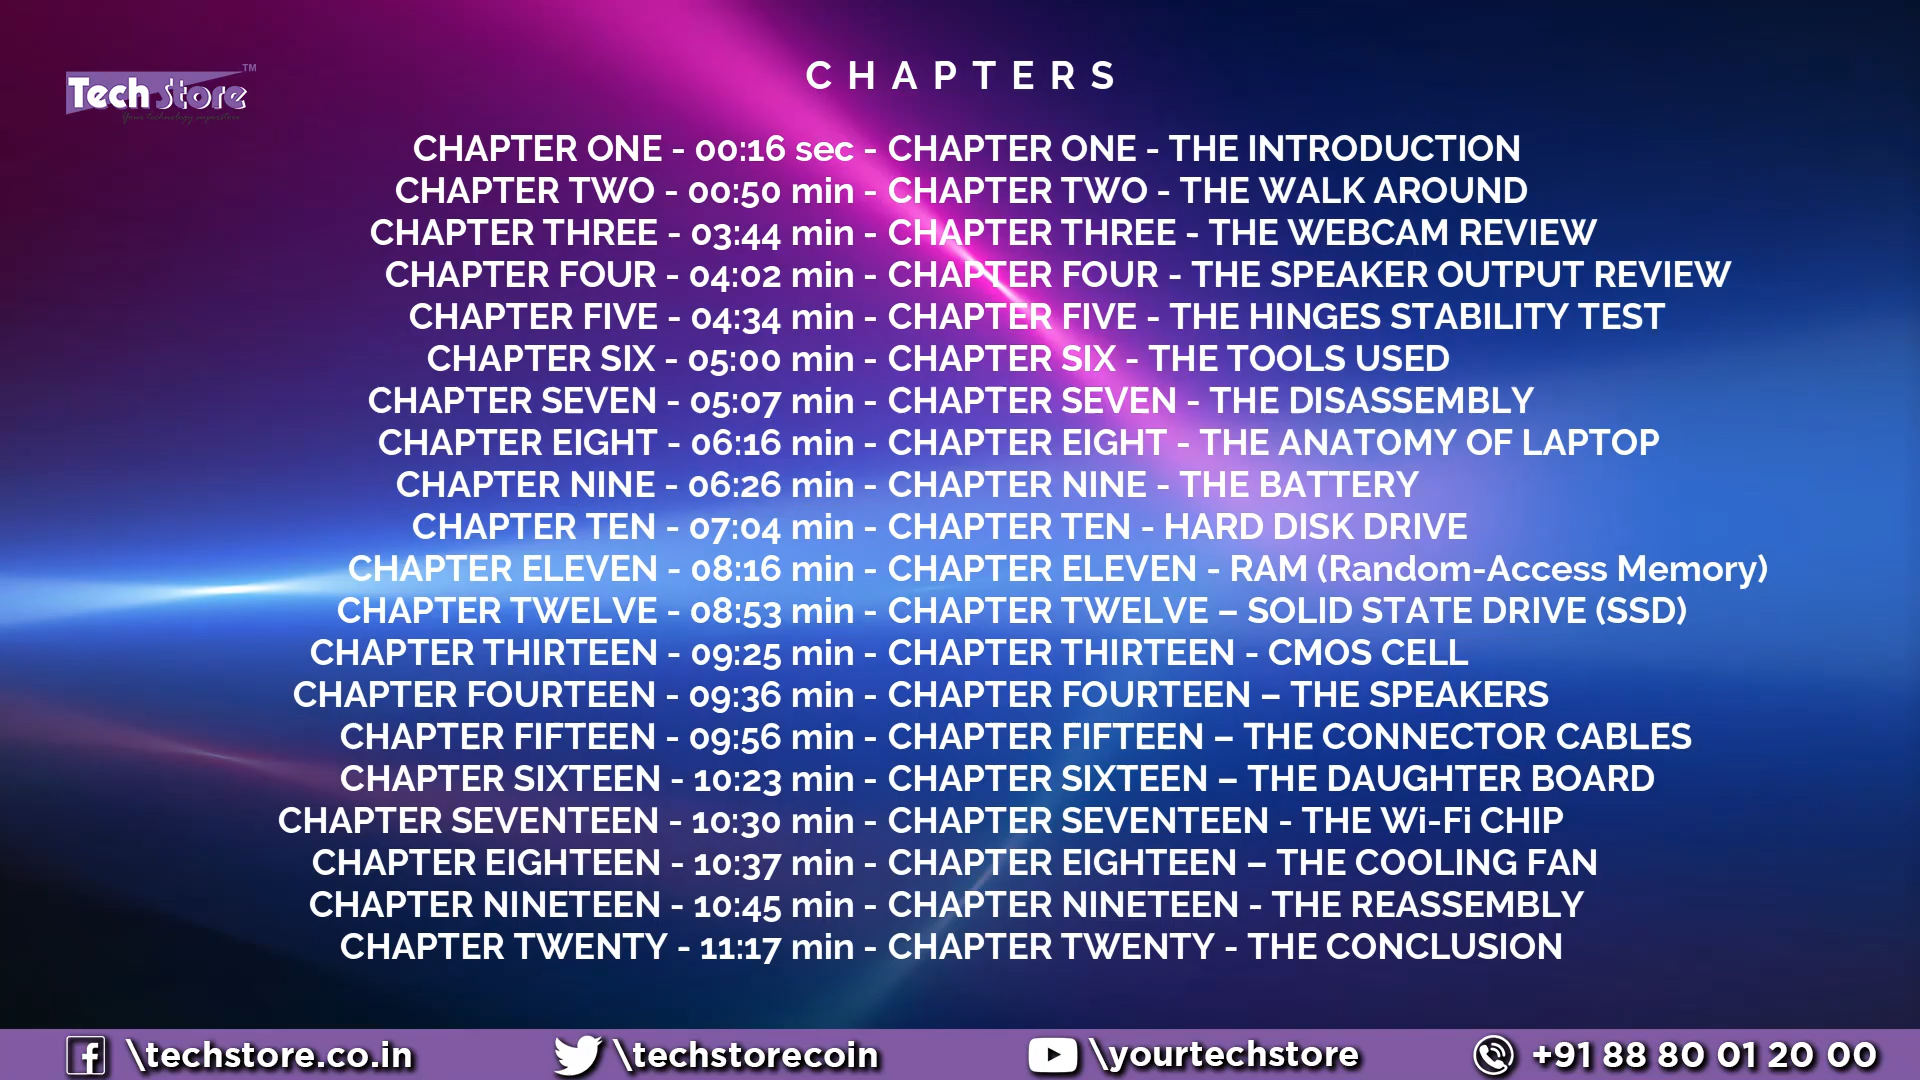 Tech Store TM
Your technology superstore
CHAPTERS
CHAPTER ONE - 00:16 sec - CHAPTER ONE - THE INTRODUCTION
CHAPTER TWO - 00:50 min - CHAPTER TWO - THE WALK AROUND
CHAPTER THREE - 03:44 min - CHAPTER THREE - THE WEBCAM REVIEW
CHAPTER FOUR - 04:02 min - CHAPTER FOUR - THE SPEAKER OUTPUT REVIEW
CHAPTER FIVE - 04:34 min - CHAPTER FIVE - THE HINGES STABILITY TEST
CHAPTER SIX - 05:00 min - CHAPTER SIX - THE TOOLS USED
CHAPTER SEVEN - 05:07 min - CHAPTER SEVEN - THE DISASSEMBLY
CHAPTER EIGHT - 06:16 min - CHAPTER EIGHT - THE ANATOMY OF LAPTOP
CHAPTER NINE - 06:26 min - CHAPTER NINE - THE BATTERY
CHAPTER TEN - 07:04 min - CHAPTER TEN - HARD DISK DRIVE
CHAPTER ELEVEN - 08:16 min - CHAPTER ELEVEN - RAM (Random-Access Memory)
CHAPTER TWELVE - 08:53 min - CHAPTER TWELVE – SOLID STATE DRIVE (SSD)
CHAPTER THIRTEEN - 09:25 min - CHAPTER THIRTEEN - CMOS CELL
CHAPTER FOURTEEN - 09:36 min - CHAPTER FOURTEEN – THE SPEAKERS
CHAPTER FIFTEEN - 09:56 min - CHAPTER FIFTEEN – THE CONNECTOR CABLES
CHAPTER SIXTEEN - 10:23 min - CHAPTER SIXTEEN – THE DAUGHTER BOARD
CHAPTER SEVENTEEN - 10:30 min - CHAPTER SEVENTEEN - THE Wi-Fi CHIP
CHAPTER EIGHTEEN - 10:37 min - CHAPTER EIGHTEEN – THE COOLING FAN
CHAPTER NINETEEN - 10:45 min - CHAPTER NINETEEN - THE REASSEMBLY
CHAPTER TWENTY - 11:17 min - CHAPTER TWENTY - THE CONCLUSION
\techstore.co.in \techstorecoin \yourtechstore +91 88 80 01 20 00